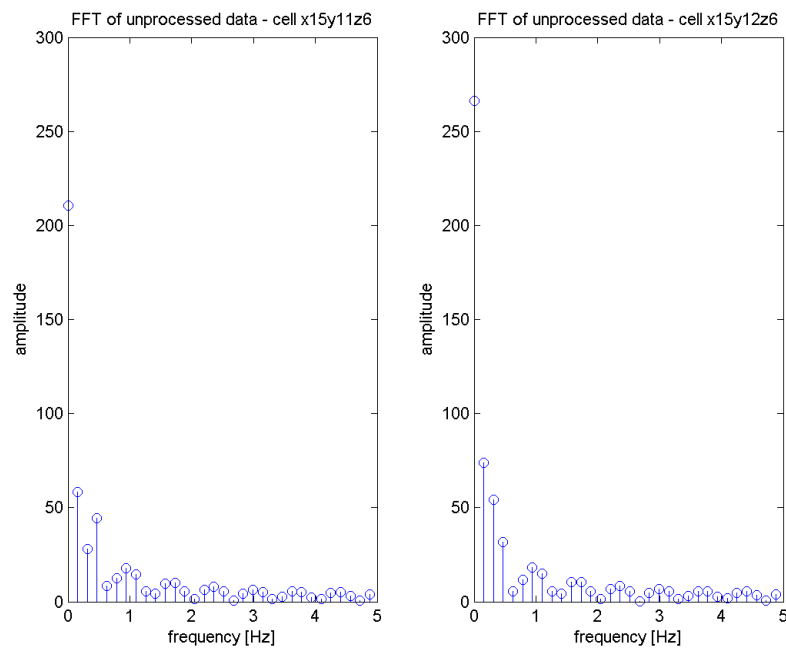 FFT of unprocessed data - cell x15y11z6
300
250
200
150
100
50
0
amplitude
0 1 2 3 4 5
frequency [Hz]
FFT of unprocessed data - cell x15y12z6
300
250
200
150
100
50
0
amplitude
0 1 2 3 4 5
frequency [Hz]